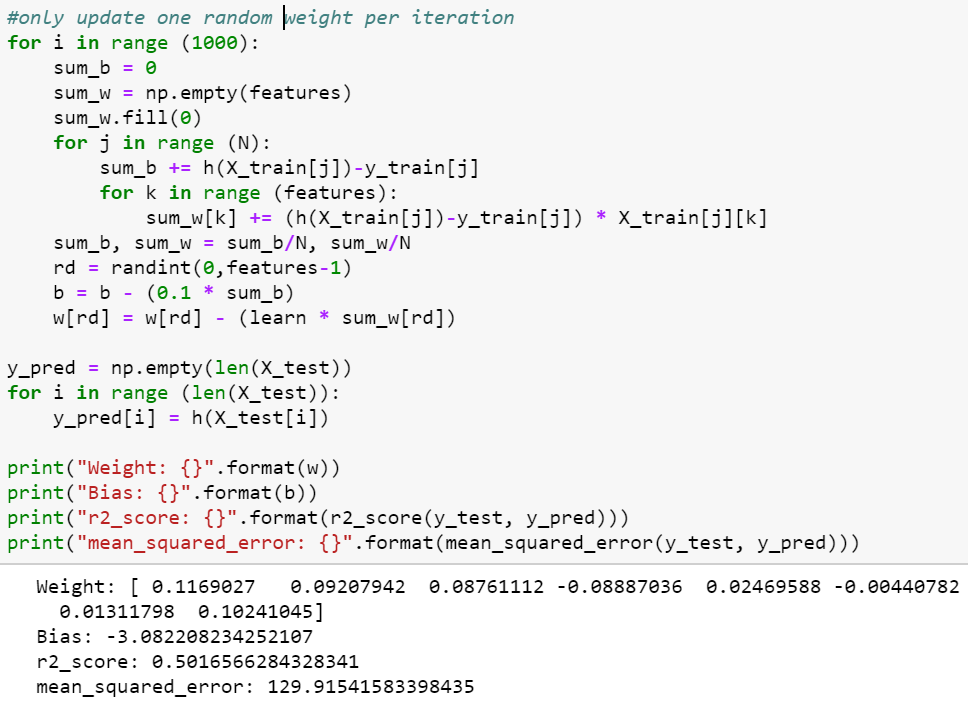 #only update one random weight per iteration
for i in range (1000):
    sum_b = 0
    sum_w = np.empty(features)
    sum_w.fill(0)
    for j in range (N):
        sum_b += h(X_train[j])-y_train[j]
        for k in range (features):
            sum_w[k] += (h(X_train[j])-y_train[j]) * X_train[j][k]
    sum_b, sum_w = sum_b/N, sum_w/N
    rd = randint(0,features-1)
    b = b - (0.1 * sum_b)
    w[rd] = w[rd] - (learn * sum_w[rd])
y_pred = np.empty(len(X_test))
for i in range (len(X_test)):
    y_pred[i] = h(X_test[i])
print("Weight: {}".format(w))
print("Bias: {}".format(b))
print("r2_score: {}".format(r2_score(y_test, y_pred)))
print("mean_squared_error: {}".format(mean_squared_error(y_test, y_pred)))
Weight: [ 0.1169027   0.09207942  0.08761112 -0.08887036  0.02469588 -0.00440782
  0.01311798  0.10241045]
Bias: -3.082208234252107
r2_score: 0.5016566284328341
mean_squared_error: 129.91541583398435